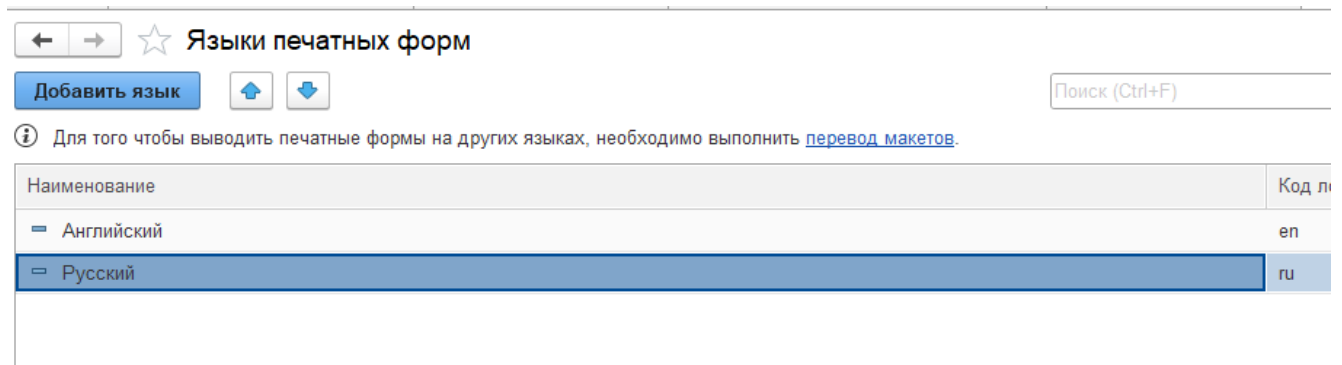 Языки печатных форм
Добавить язык
Поиск (Ctrl+F)
Для того чтобы выводить печатные формы на других языках, необходимо выполнить перевод макетов.
Наименование Код
Английский en
Русский ru